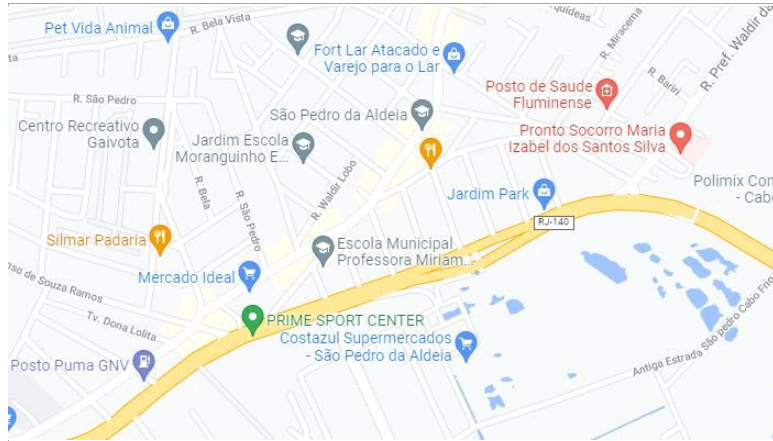 R. Bela Vista
Pet Vida Animal
Fort Lar Atacado e
Varejo para o Lar
R. Miracema
R. Pref. Waldir da
R. Bariri
Posto de Saude
Fluminense
R. São Pedro
São Pedro da Aldeia
Centro Recreativo
Gaivota
Jardim Escola
Moranguinho E...
Pronto Socorro Maria
Izabel dos Santos Silva
R. Waldir Lobo
R. Bela
R. São Pedro
Jardim Park
Polimix Con
- Cabo
RJ-140
Silmar Padaria
Escola Municipal
Professora Miriam...
Mercado Ideal
nso de Souza Ramos
Tv. Dona Lolita
PRIME SPORT CENTER
Costazul Supermercados
- São Pedro da Aldeia
Posto Puma GNV
Antiga Estrada São pedro Cabo Frio